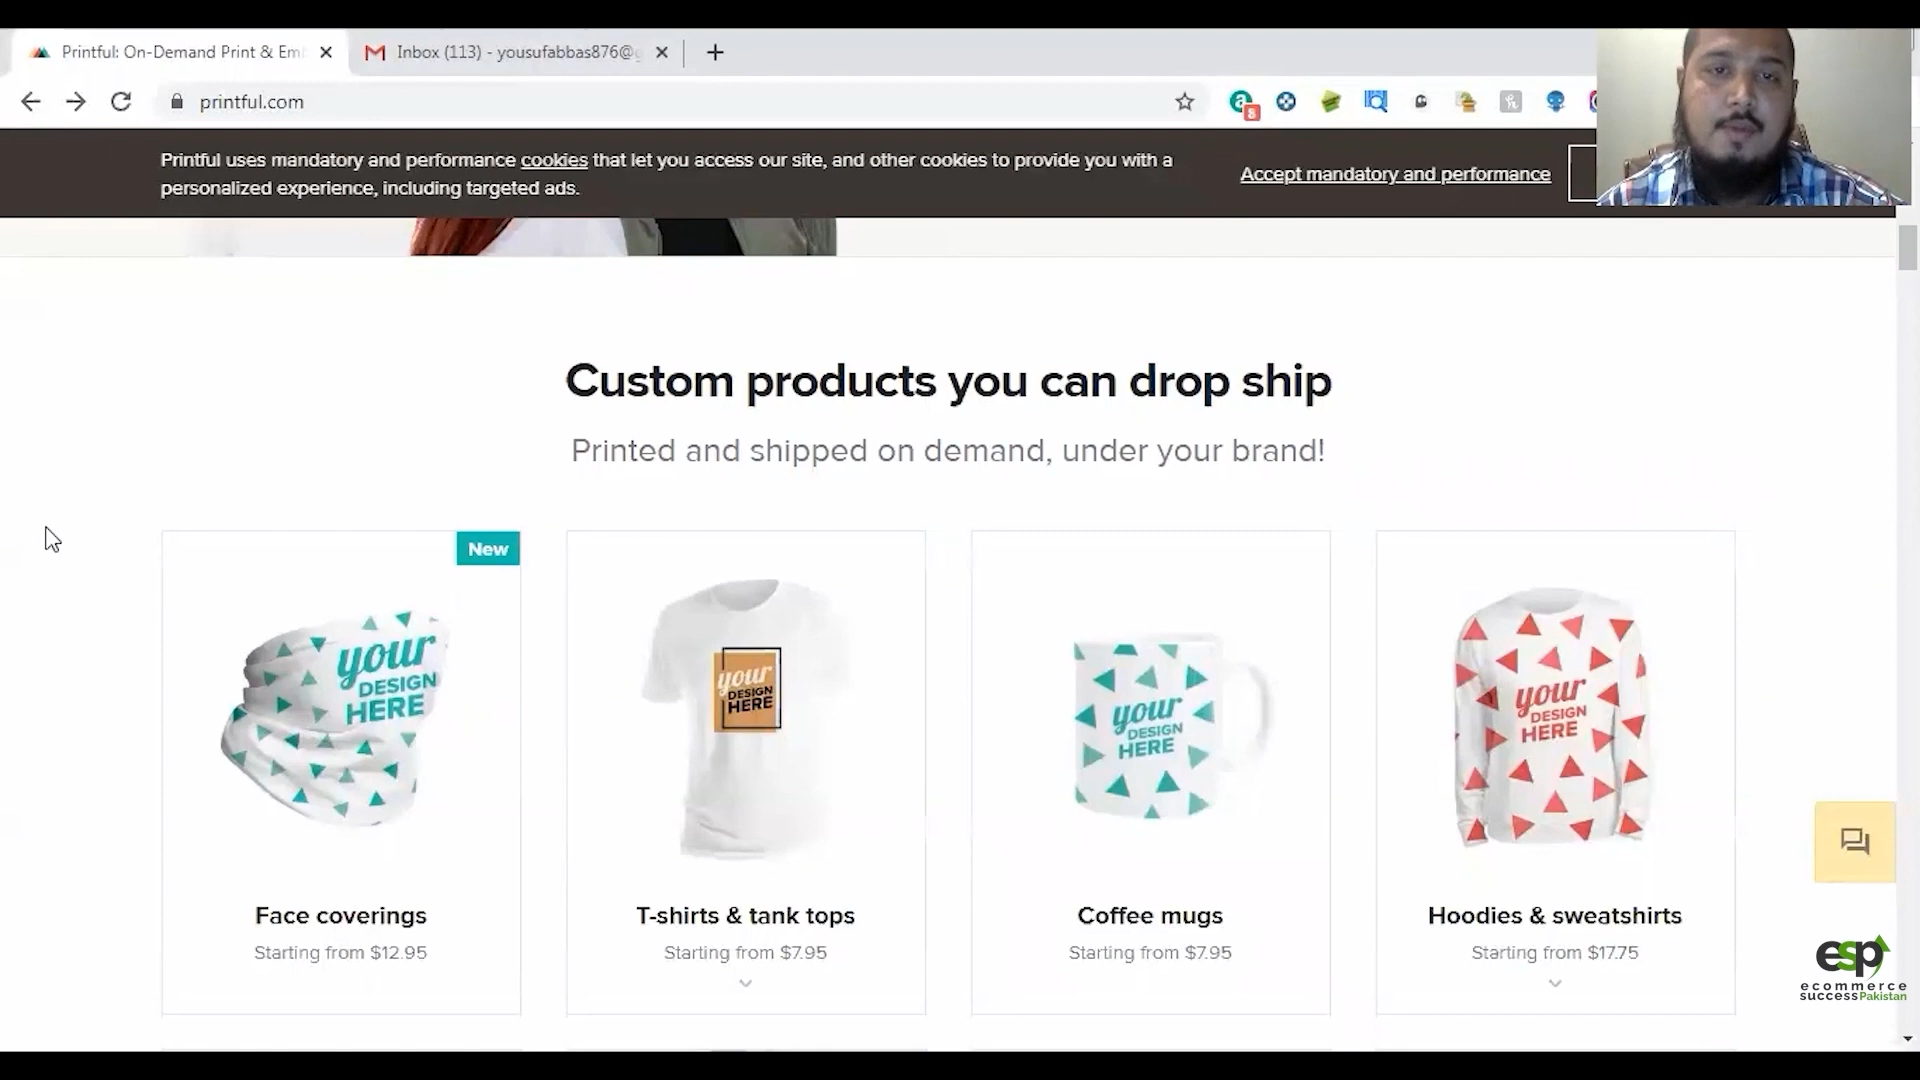 Printful: On-Demand Print & Em
Inbox (113) - yousufabbas876@g
printful.com
Printful uses mandatory and performance cookies that let you access our site, and other cookies to provide you with a
personalized experience, including targeted ads.
Accept mandatory and performance
Custom products you can drop ship
Printed and shipped on demand, under your brand!
New
your
DESIGN
HERE
your
DESIGN
HERE
your
DESIGN
HERE
your
DESIGN
HERE
Face coverings
Starting from $12.95
T-shirts & tank tops
Starting from $7.95
Coffee mugs
Starting from $7.95
Hoodies & sweatshirts
Starting from $17.75
esp
ecommerce
successPakistan